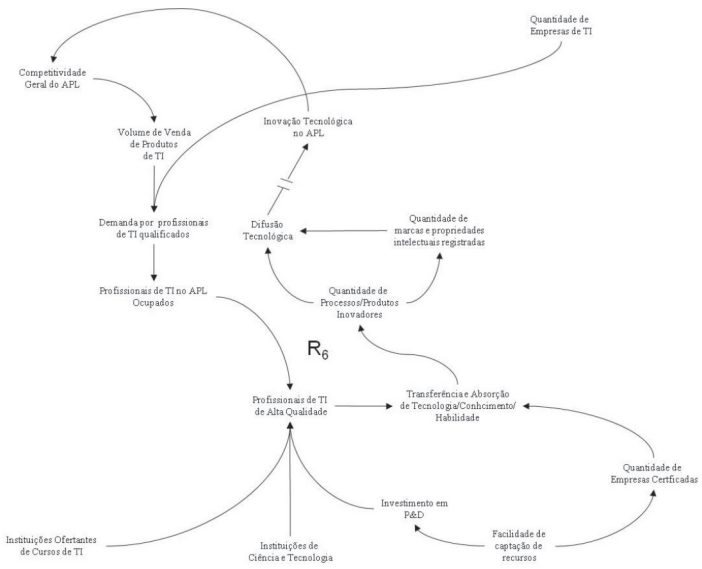 Quantidade de
Empresas de TI
Competitividade
Geral do APL
Volume de Venda
de Produtos
de TI
Inovação Tecnológica
no APL
Demanda por profissionais
de TI qualificados
Difusão
Tecnológica
Quantidade de
marcas e propriedades
intelectuais registradas
Profissionais de TI no APL
Ocupados
Quantidade de
Processos/Produtos
Inovadores
R6
Profissionais de TI
de Alta Qualidade
Transferência e Absorção
de Tecnologia/Conhcimento/
Habilidade
Quantidade de
Empresas Certficadas
Investimento em
P&D
Instituições Ofertantes
de Cursos de TI
Instituições de
Ciência e Tecnologia
Facilidade de
captação de
recursos